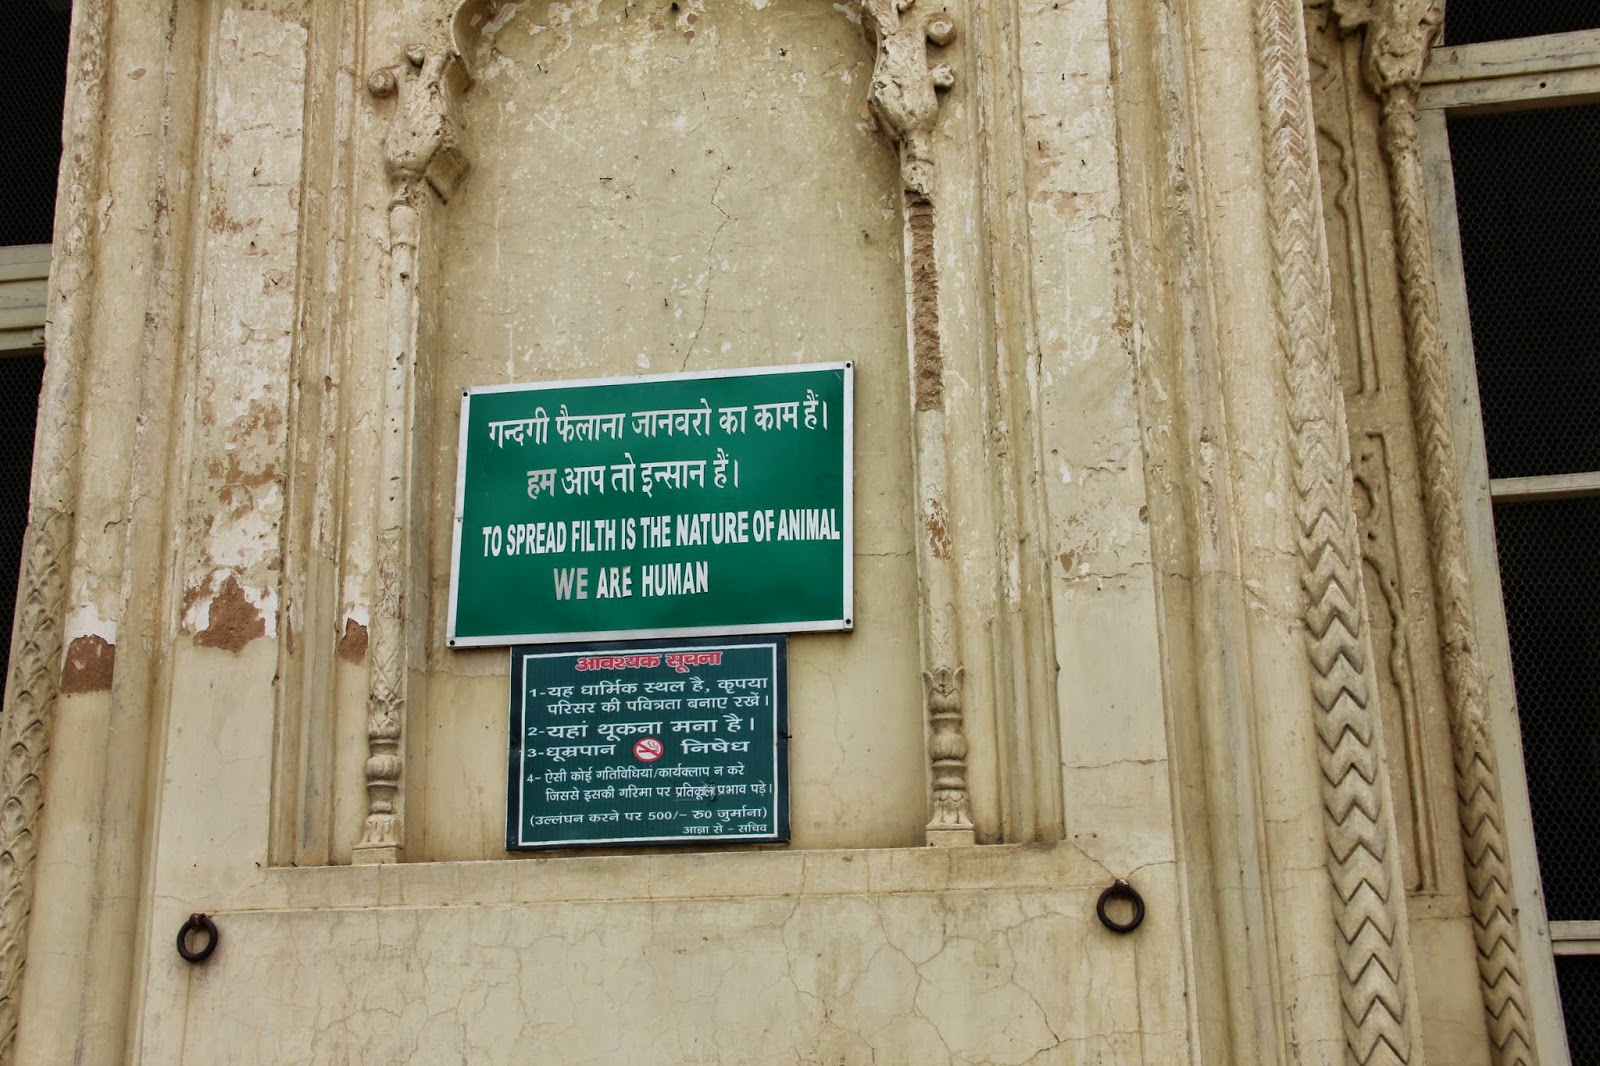 गन्दगी फैलाना जानवरो का काम हैं।
हम आप तो इन्सान हैं।
TO SPREAD FILTH IS THE NATURE OF ANIMAL
WE ARE HUMAN
आवश्यक सूचना
1-यह धार्मिक स्थल है, कृपया
परिसर की पवित्रता बनाए रखें।
2-यहां थूकना मना है।
3-धूम्रपान निषेध
4- ऐसी कोई गतिविधियां/कार्यक्लाप न करे
जिससे इसकी गरिमा पर प्रतिकूल प्रभाव पड़े।
(उल्लंघन करने पर 500/- रु0 जुर्माना)
आज्ञा से - सचिव